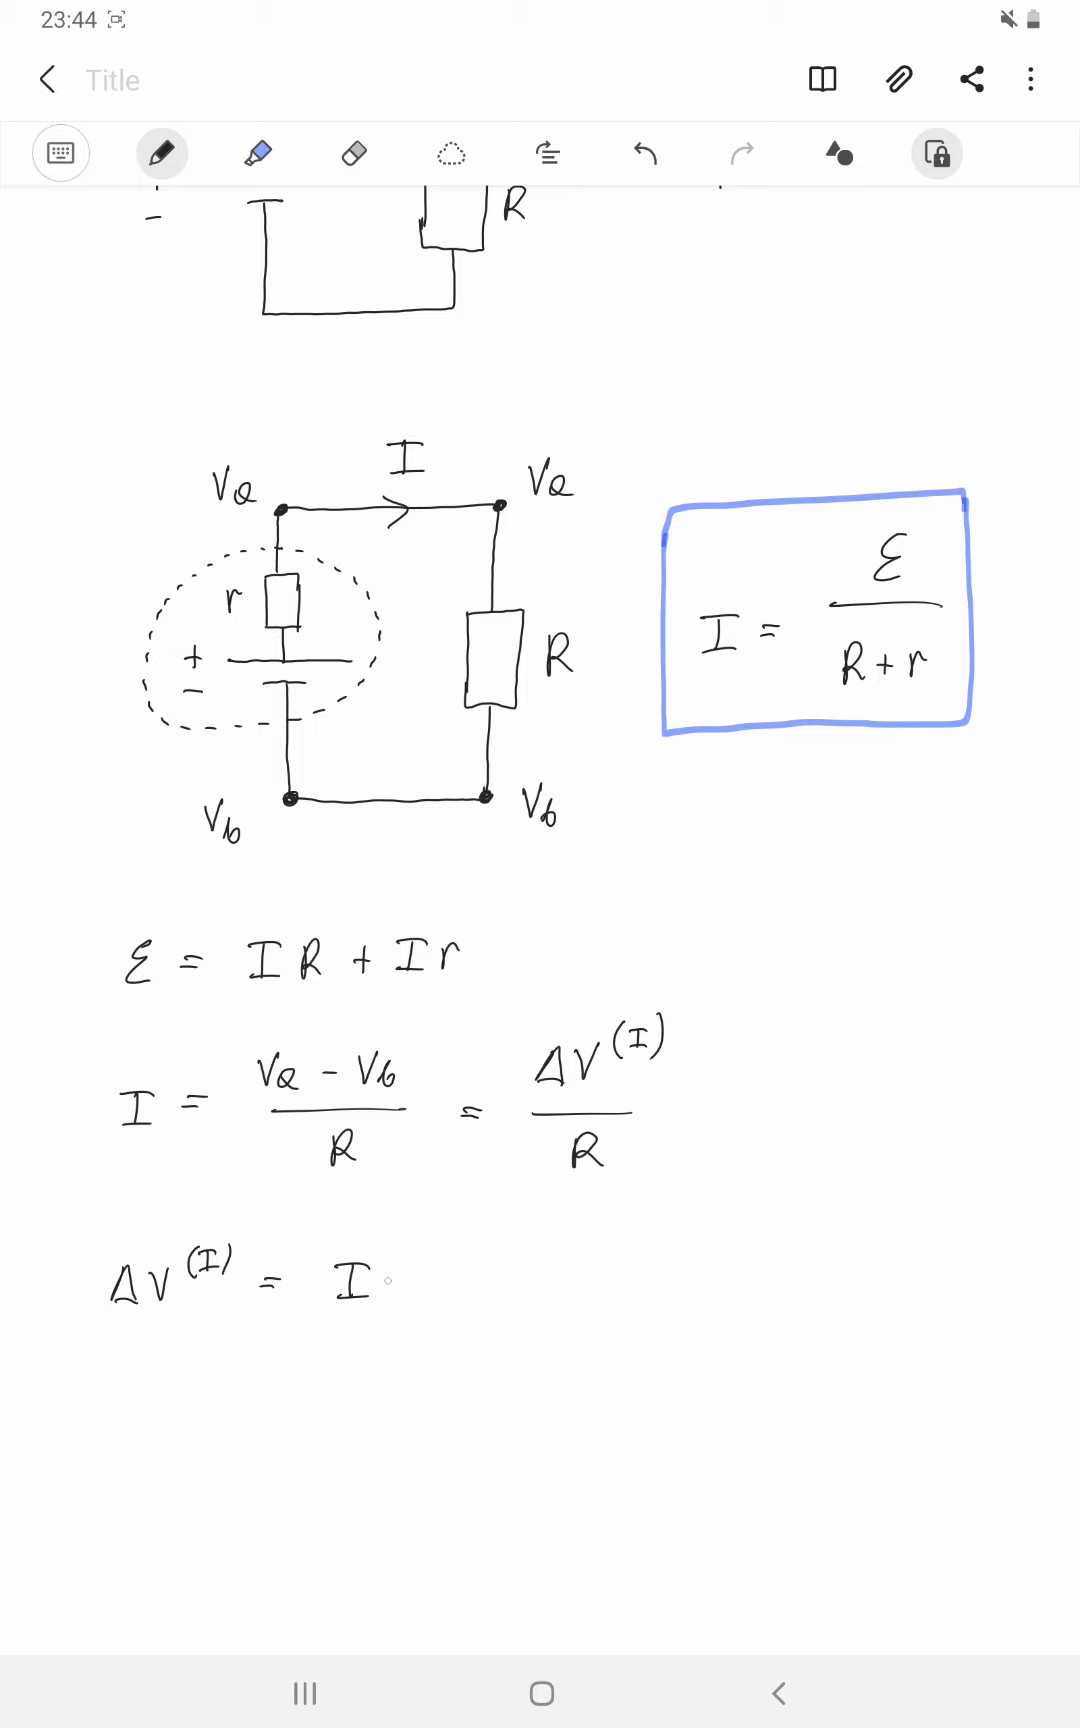 23:44
Title
R
-
I
Va Va
r
+
-
R
Vb Vb
I = ℰ / (R + r)
ℰ = IR + Ir
I = (Va - Vb) / R = ΔV^(I) / R
ΔV^(I) = I